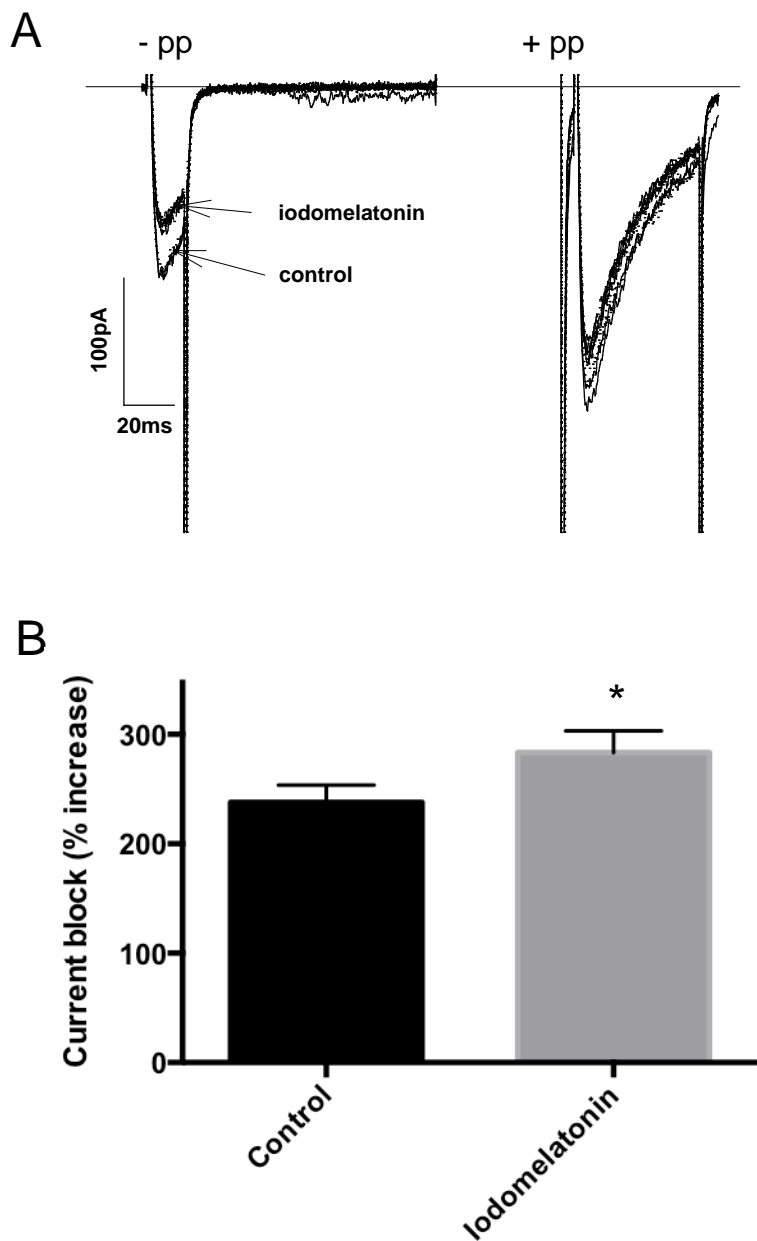 A
- pp
+ pp
iodomelatonin
control
100pA
20ms
B
Current block (% increase)
300
200
100
0
*
Control
Iodomelatonin